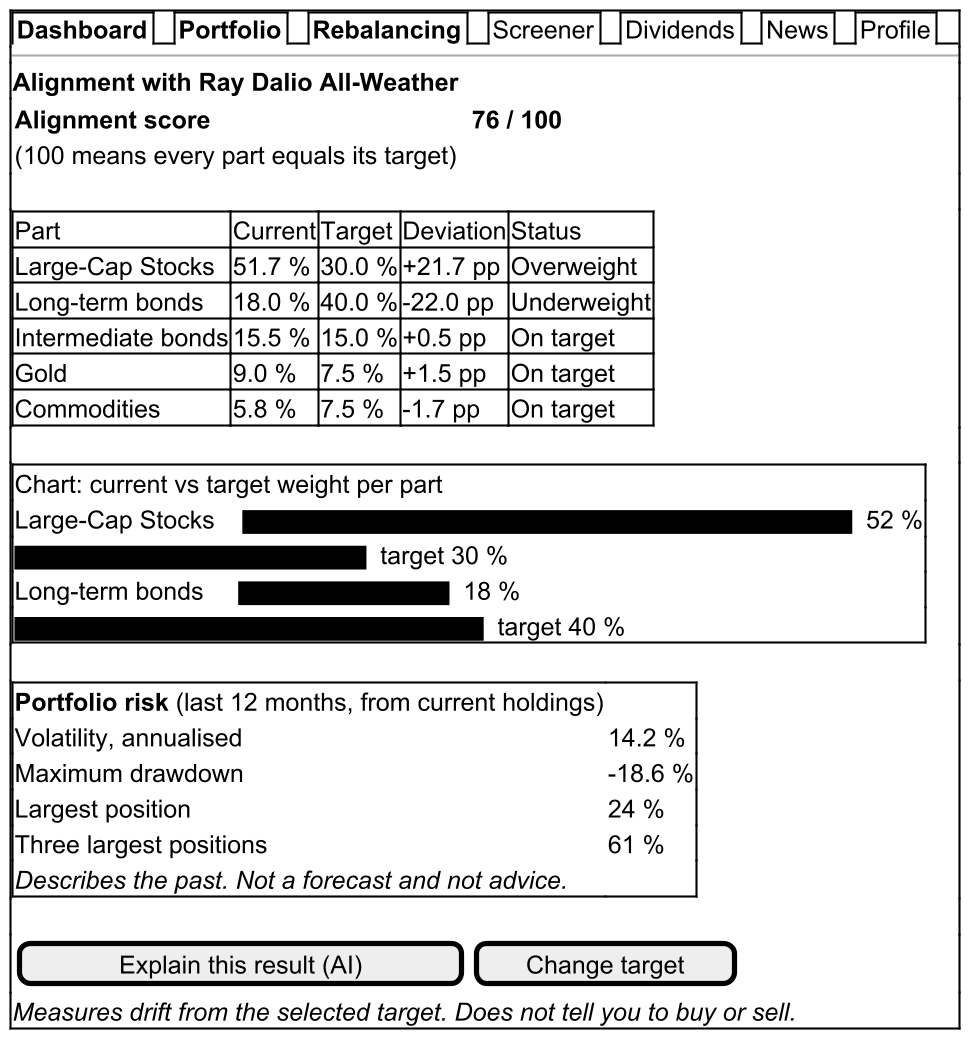 Dashboard Portfolio Rebalancing Screener Dividends News Profile
Alignment with Ray Dalio All-Weather
Alignment score 76 / 100
(100 means every part equals its target)
Part Current Target Deviation Status
Large-Cap Stocks 51.7 % 30.0 % +21.7 pp Overweight
Long-term bonds 18.0 % 40.0 % -22.0 pp Underweight
Intermediate bonds 15.5 % 15.0 % +0.5 pp On target
Gold 9.0 % 7.5 % +1.5 pp On target
Commodities 5.8 % 7.5 % -1.7 pp On target
Chart: current vs target weight per part
Large-Cap Stocks 52 %
target 30 %
Long-term bonds 18 %
target 40 %
Portfolio risk (last 12 months, from current holdings)
Volatility, annualised 14.2 %
Maximum drawdown -18.6 %
Largest position 24 %
Three largest positions 61 %
Describes the past. Not a forecast and not advice.
Explain this result (AI) Change target
Measures drift from the selected target. Does not tell you to buy or sell.